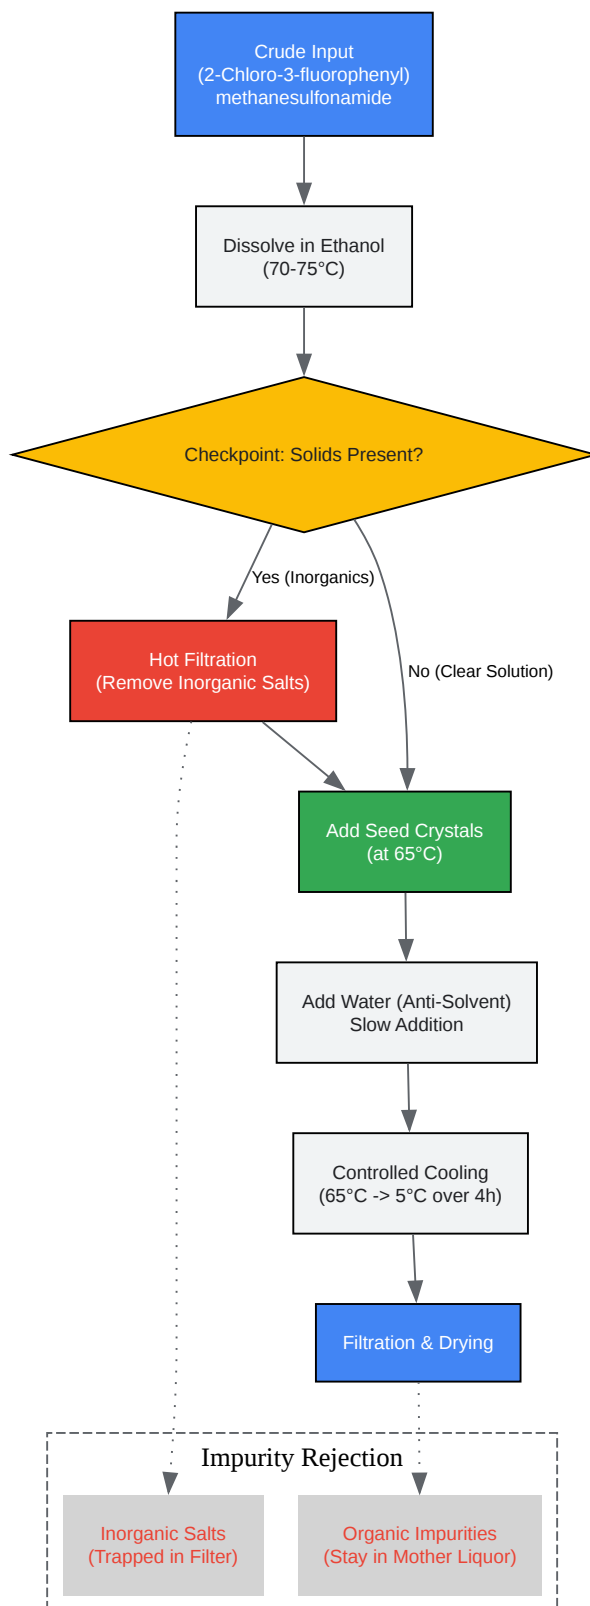 Crude Input
(2-Chloro-3-fluorophenyl)
methanesulfonamide
Dissolve in Ethanol
(70-75°C)
Checkpoint: Solids Present?
Yes (Inorganics)
Hot Filtration
(Remove Inorganic Salts)
No (Clear Solution)
Add Seed Crystals
(at 65°C)
Add Water (Anti-Solvent)
Slow Addition
Controlled Cooling
(65°C -> 5°C over 4h)
Filtration & Drying
Impurity Rejection
Inorganic Salts
(Trapped in Filter)
Organic Impurities
(Stay in Mother Liquor)